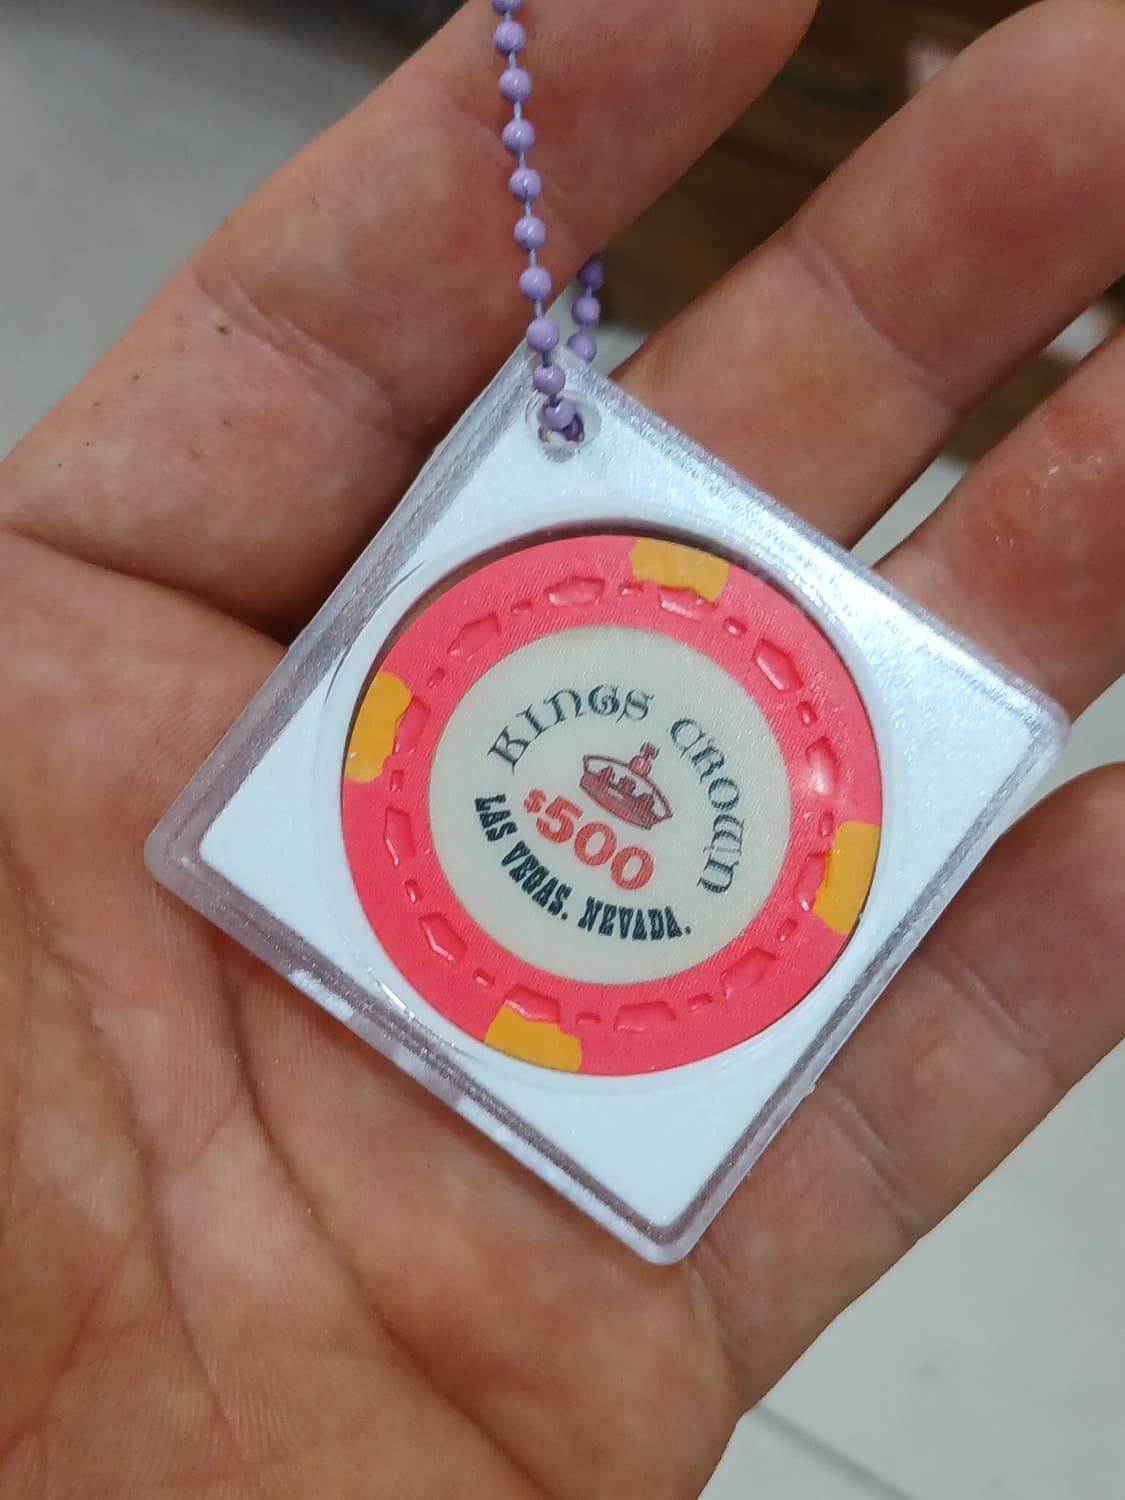 KINGS CROWN
$500
LAS VEGAS. NEVADA.